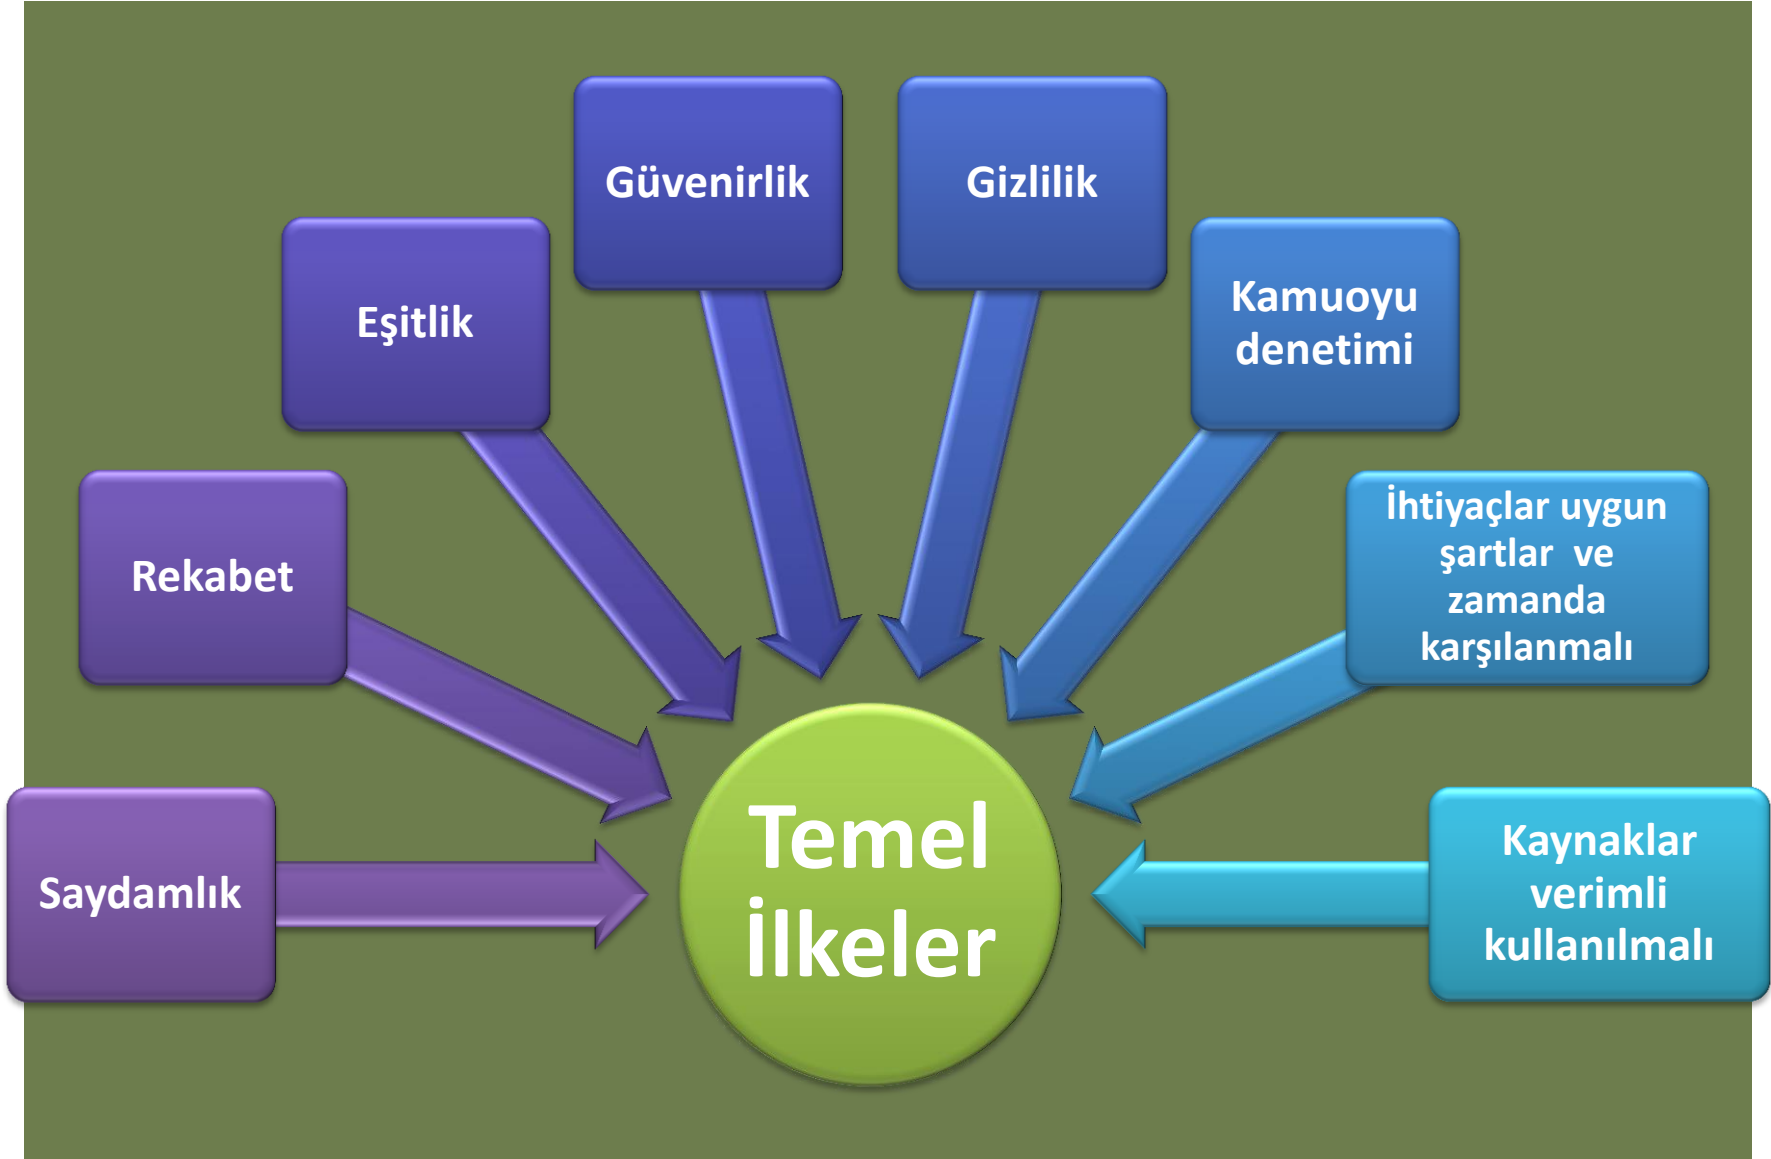 Güvenirlik
Gizlilik
Eşitlik
Kamuoyu
denetimi
Rekabet
İhtiyaçlar uygun
şartlar  ve
zamanda
karşılanmalı
Saydamlık
Temel
İlkeler
Kaynaklar
verimli
kullanılmalı